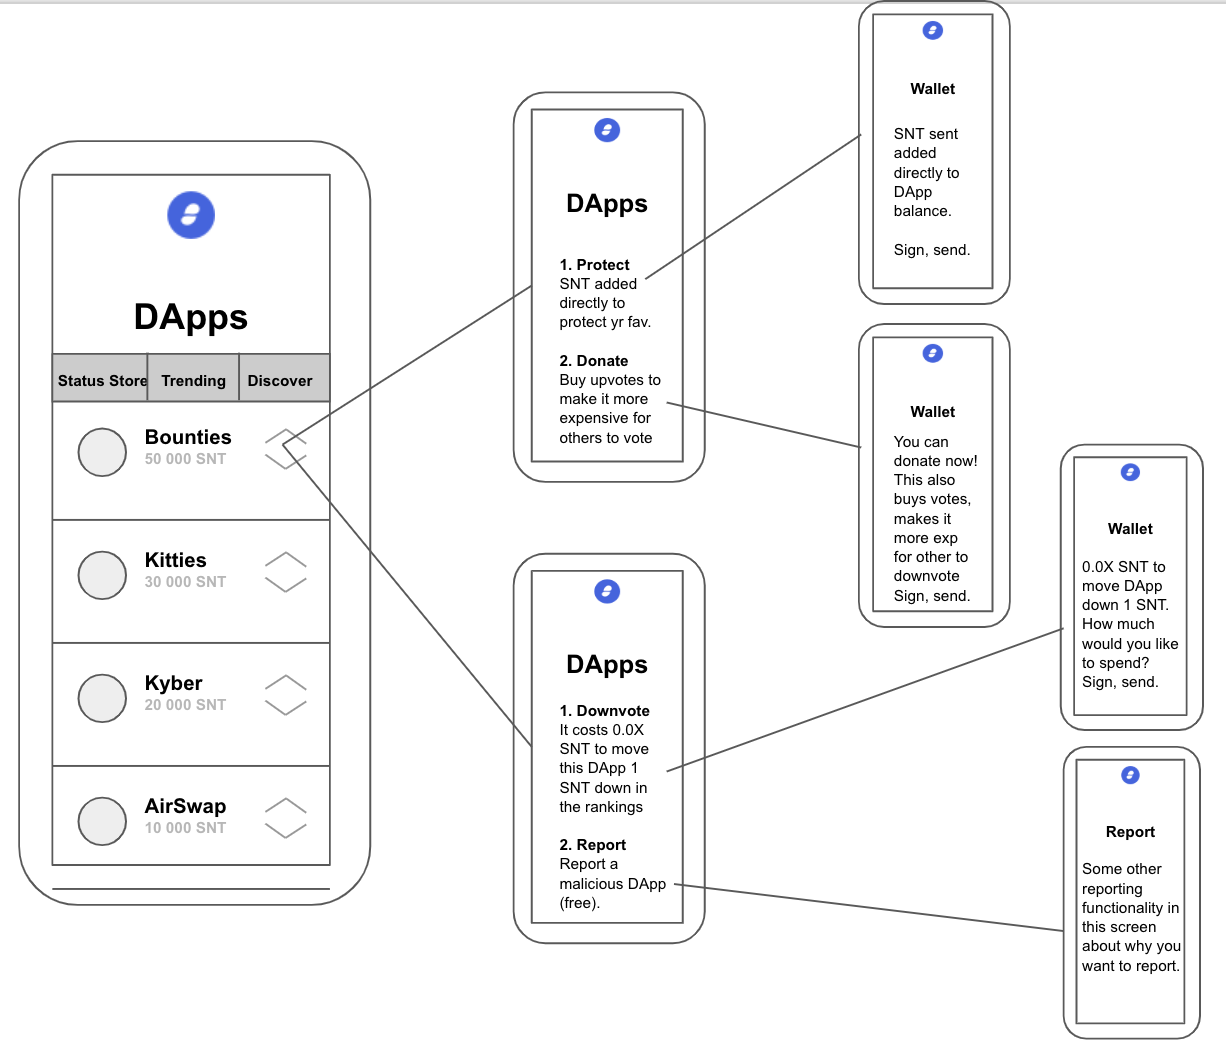 DApps
Status Store
Trending
Discover
Bounties
50 000 SNT
Kitties
30 000 SNT
Kyber
20 000 SNT
AirSwap
10 000 SNT
DApps
1. Protect
SNT added
directly to
protect yr fav.
2. Donate
Buy upvotes to
make it more
expensive for
others to vote
DApps
1. Downvote
It costs 0.0X
SNT to move
this DApp 1
SNT down in
the rankings
2. Report
Report a
malicious DApp
(free).
Wallet
SNT sent
added
directly to
DApp
balance.
Sign, send.
Wallet
You can
donate now!
This also
buys votes,
makes it
more exp
for other to
downvote
Sign, send.
Wallet
0.0X SNT to
move DApp
down 1 SNT.
How much
would you like
to spend?
Sign, send.
Report
Some other
reporting
functionality in
this screen
about why you
want to report.